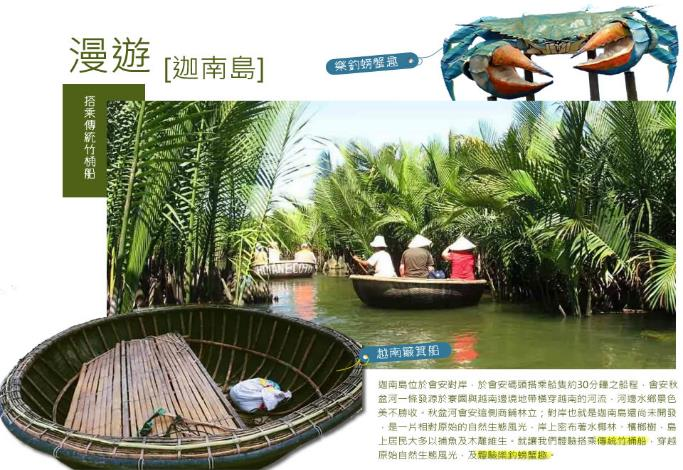 漫遊 [迦南島]
樂釣螃蟹趣
搭乘傳統竹桶船
越南簸箕船
迦南島位於會安對岸，於會安碼頭搭乘船隻約30分鐘之船程，會安秋
盆河一條發源於寮國與越南邊境地帶橫穿越南的河流，河邊水鄉景色
美不勝收。秋盆河會安這側商鋪林立；對岸也就是迦南島還尚未開發
，是一片相對原始的自然生態風光，岸上密布著水椰林、檳榔樹，島
上居民大多以捕魚及木雕維生。就讓我們體驗搭乘傳統竹桶船，穿越
原始自然生態風光，及體驗樂釣螃蟹趣。